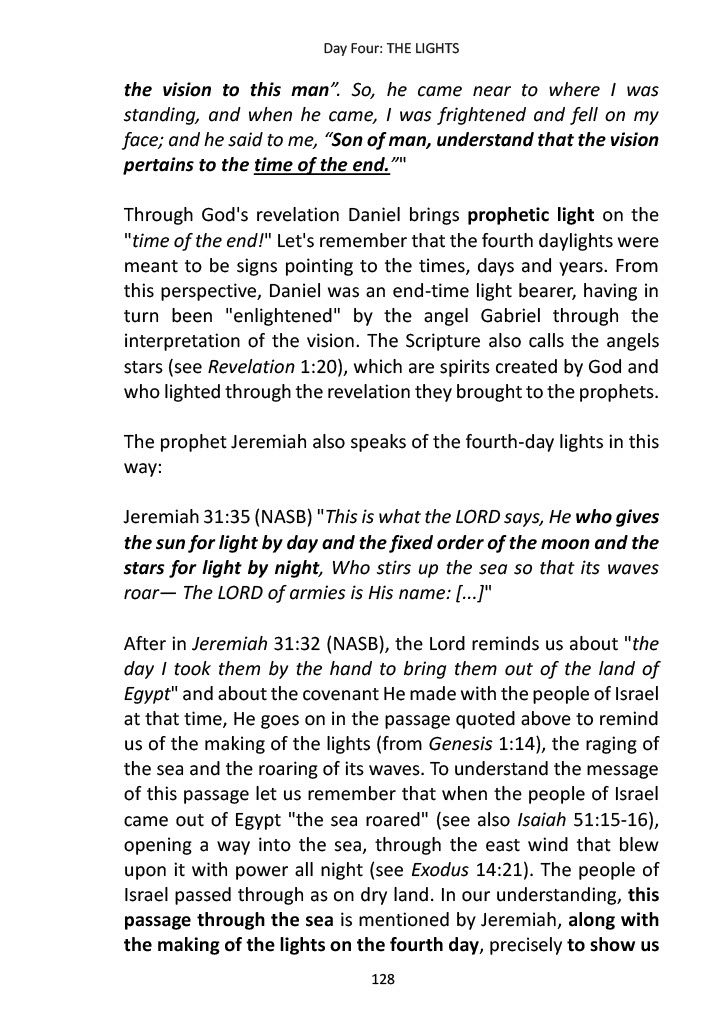 Day Four: THE LIGHTS
the vision to this man”. So, he came near to where I was
standing, and when he came, I was frightened and fell on my
face; and he said to me, “Son of man, understand that the vision
pertains to the time of the end.”"
Through God's revelation Daniel brings prophetic light on the
"time of the end!" Let's remember that the fourth daylights were
meant to be signs pointing to the times, days and years. From
this perspective, Daniel was an end-time light bearer, having in
turn been "enlightened" by the angel Gabriel through the
interpretation of the vision. The Scripture also calls the angels
stars (see Revelation 1:20), which are spirits created by God and
who lighted through the revelation they brought to the prophets.
The prophet Jeremiah also speaks of the fourth-day lights in this
way:
Jeremiah 31:35 (NASB) "This is what the LORD says, He who gives
the sun for light by day and the fixed order of the moon and the
stars for light by night, Who stirs up the sea so that its waves
roar— The LORD of armies is His name: [...]"
After in Jeremiah 31:32 (NASB), the Lord reminds us about "the
day I took them by the hand to bring them out of the land of
Egypt" and about the covenant He made with the people of Israel
at that time, He goes on in the passage quoted above to remind
us of the making of the lights (from Genesis 1:14), the raging of
the sea and the roaring of its waves. To understand the message
of this passage let us remember that when the people of Israel
came out of Egypt "the sea roared" (see also Isaiah 51:15-16),
opening a way into the sea, through the east wind that blew
upon it with power all night (see Exodus 14:21). The people of
Israel passed through as on dry land. In our understanding, this
passage through the sea is mentioned by Jeremiah, along with
the making of the lights on the fourth day, precisely to show us
128